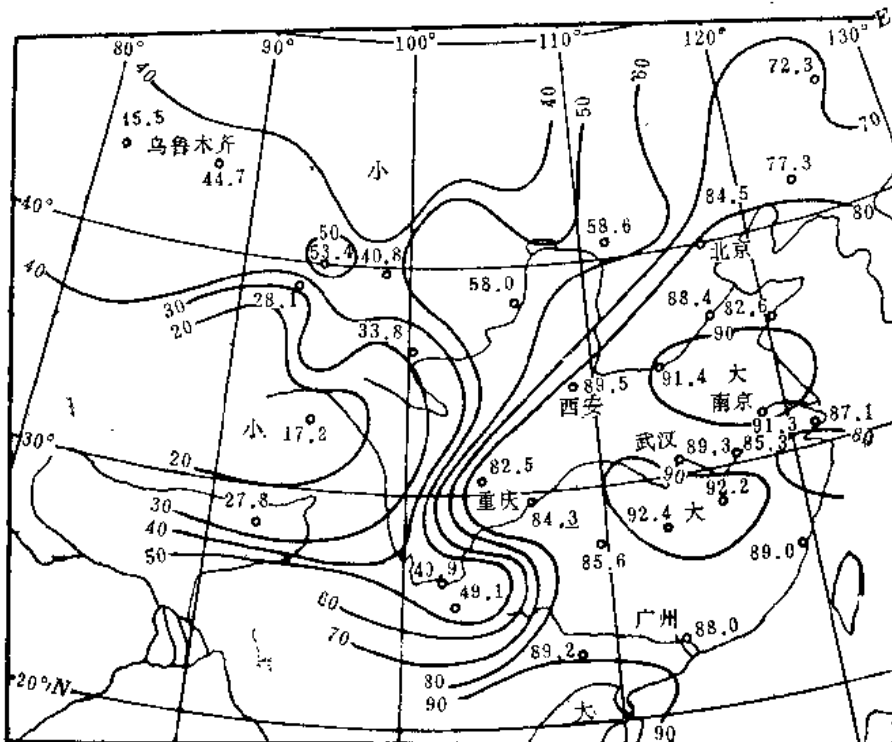 80° 90° 100° 110° 120° 130° E
40 40 50 60 72.3
15.5 乌鲁木齐 70
44.7 小 77.3
84.5 80
40° 50 58.6 北京
53.4 40.8
40 28.1 58.0 88.4 82.6
30 90
20 33.8
91.4 大
西安 89.5 南京 87.1
小 17.2 91.3
30° 武汉 89.3 85.3 80
20 82.5 90
重庆 92.2
30 27.8 84.3 92.4 大
40 85.6 89.0
50 40.9
49.1
60 广州 88.0
70 89.2
20°N 80
90 大 90